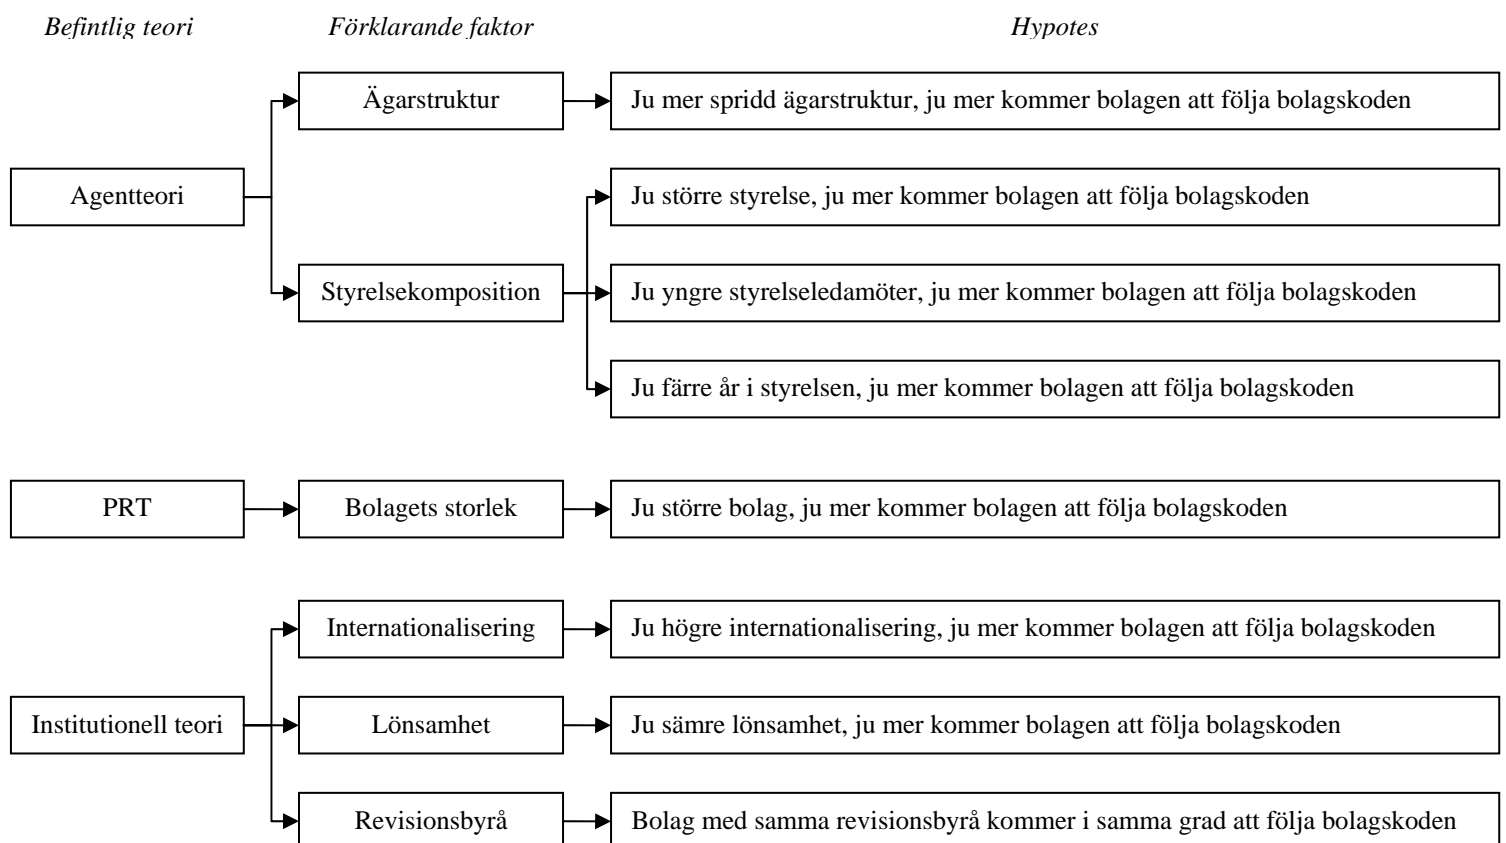 Befintlig teori Förklarande faktor Hypotes
Ägarstruktur Ju mer spridd ägarstruktur, ju mer kommer bolagen att följa bolagskoden
Agentteori Ju större styrelse, ju mer kommer bolagen att följa bolagskoden
Styrelsekomposition Ju yngre styrelseledamöter, ju mer kommer bolagen att följa bolagskoden
Ju färre år i styrelsen, ju mer kommer bolagen att följa bolagskoden
PRT Bolagets storlek Ju större bolag, ju mer kommer bolagen att följa bolagskoden
Internationalisering Ju högre internationalisering, ju mer kommer bolagen att följa bolagskoden
Institutionell teori Lönsamhet Ju sämre lönsamhet, ju mer kommer bolagen att följa bolagskoden
Revisionsbyrå Bolag med samma revisionsbyrå kommer i samma grad att följa bolagskoden